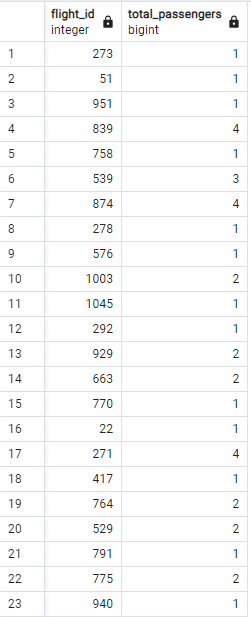 flight_id total_passengers
integer bigint
1 273 1
2 51 1
3 951 1
4 839 4
5 758 1
6 539 3
7 874 4
8 278 1
9 576 1
10 1003 2
11 1045 1
12 292 1
13 929 2
14 663 2
15 770 1
16 22 1
17 271 4
18 417 1
19 764 2
20 529 2
21 791 1
22 775 2
23 940 1